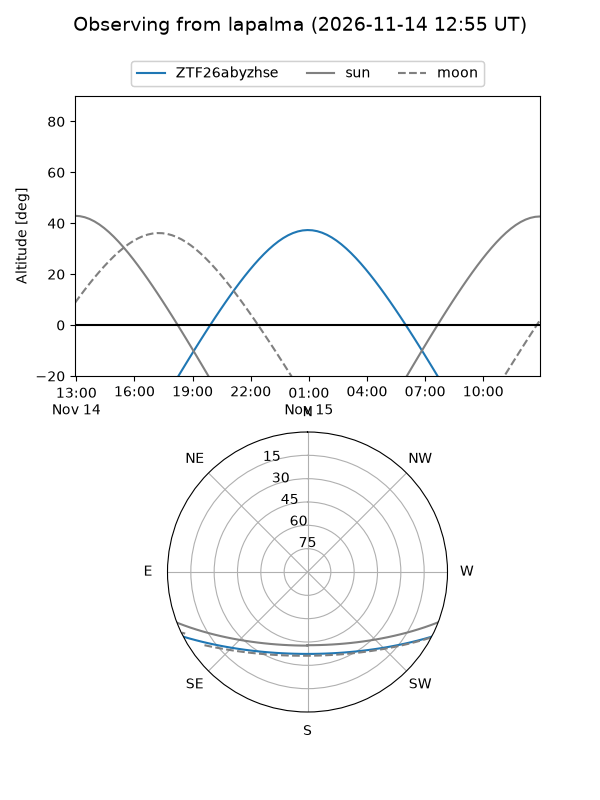 Observing from lapalma (2026-11-14 12:55 UT)
ZTF26abyzhse sun moon
Altitude [deg]
80
60
40
20
0
−20
13:00 16:00 19:00 22:00 01:00 04:00 07:00 10:00
Nov 14 Nov 15
N
NE NW
15
30
45
60
75
E W
SE SW
S